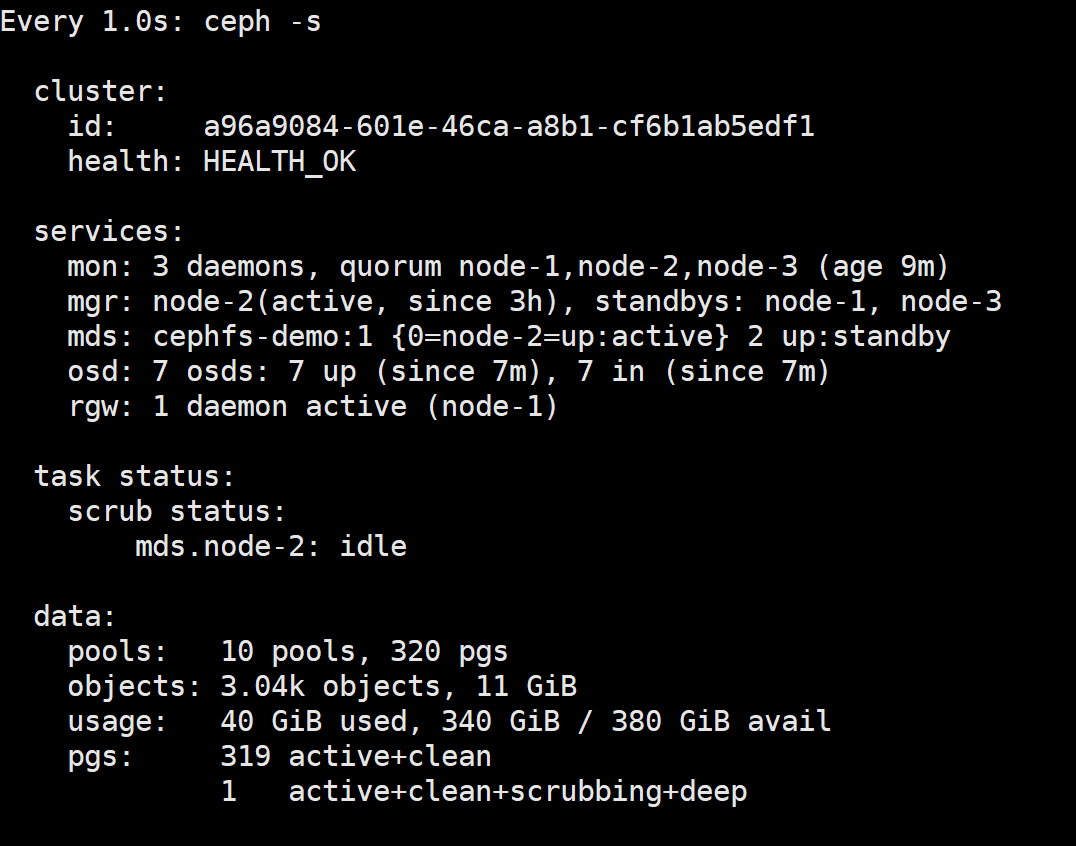 Every 1.0s: ceph -s
cluster:
id: a96a9084-601e-46ca-a8b1-cf6b1ab5edf1
health: HEALTH_OK
services:
mon: 3 daemons, quorum node-1,node-2,node-3 (age 9m)
mgr: node-2(active, since 3h), standbys: node-1, node-3
mds: cephfs-demo:1 {0=node-2=up:active} 2 up:standby
osd: 7 osds: 7 up (since 7m), 7 in (since 7m)
rgw: 1 daemon active (node-1)
task status:
scrub status:
mds.node-2: idle
data:
pools: 10 pools, 320 pgs
objects: 3.04k objects, 11 GiB
usage: 40 GiB used, 340 GiB / 380 GiB avail
pgs: 319 active+clean
1 active+clean+scrubbing+deep